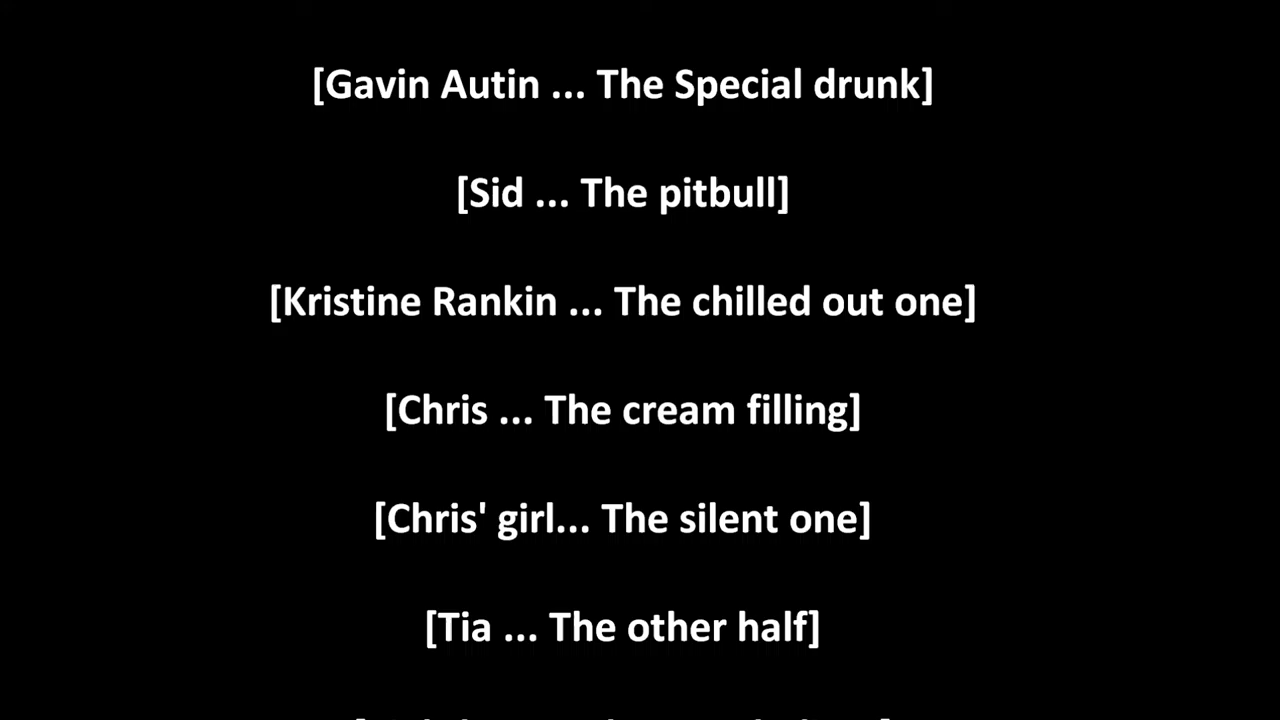 [Gavin Autin ... The Special drunk]
[Sid ... The pitbull]
[Kristine Rankin ... The chilled out one]
[Chris ... The cream filling]
[Chris' girl... The silent one]
[Tia ... The other half]